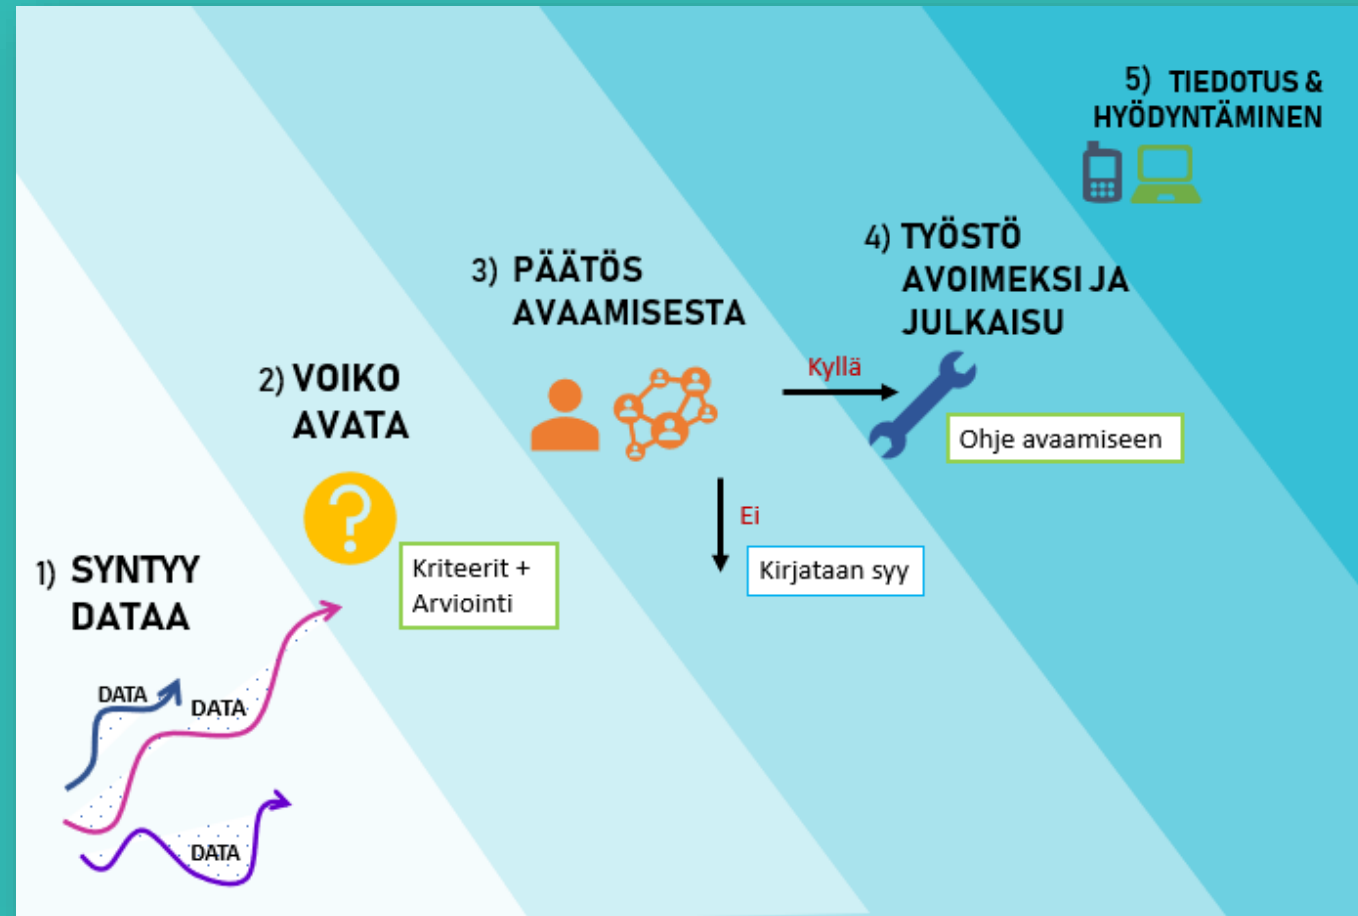 1) SYNTYY
DATAA
DATA
DATA
DATA
2) VOIKO
AVATA
Kriteerit +
Arviointi
3) PÄÄTÖS
AVAAMISESTA
Kyllä
Ei
Kirjataan syy
4) TYÖSTÖ
AVOIMEKSI JA
JULKAISU
Ohje avaamiseen
5) TIEDOTUS &
HYÖDYNTÄMINEN